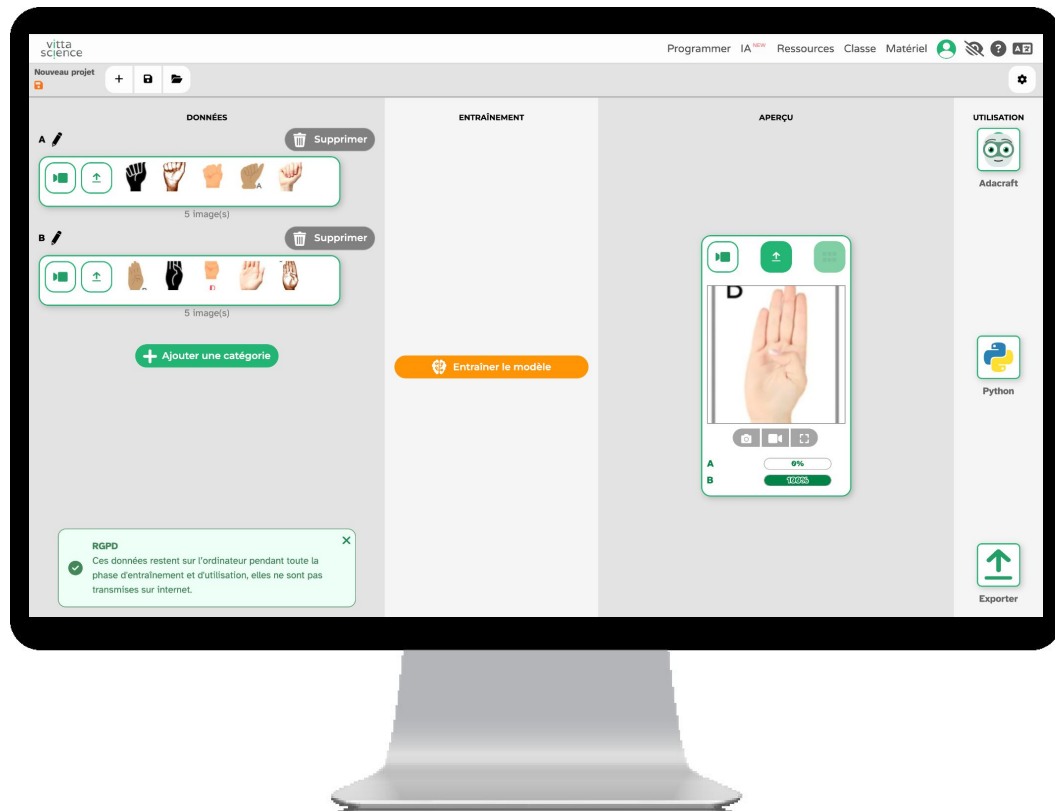 vitta
science
Programmer IA NEW Ressources Classe Matériel
Nouveau projet
DONNÉES
ENTRAÎNEMENT
APERÇU
UTILISATION
A
Supprimer
A
5 image(s)
Adacraft
B
Supprimer
D
5 image(s)
Ajouter une catégorie
Entraîner le modèle
Python
A 0%
B 100%
RGPD
Ces données restent sur l'ordinateur pendant toute la
phase d'entraînement et d'utilisation, elles ne sont pas
transmises sur internet.
Exporter